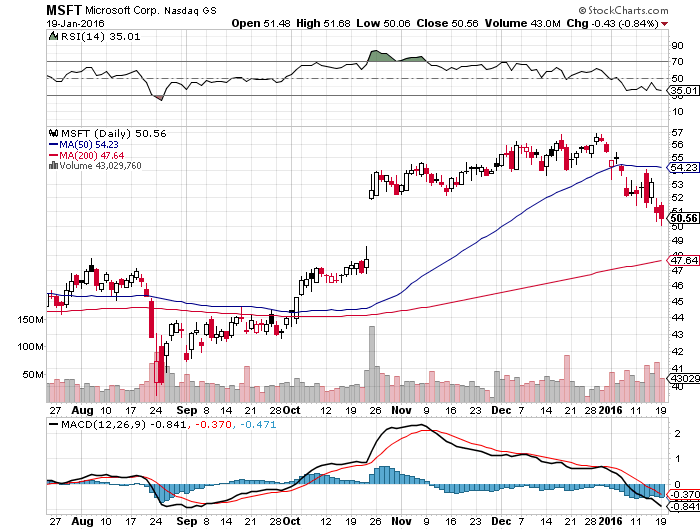 MSFT Microsoft Corp. Nasdaq GS © StockCharts.com
19-Jan-2016 Open 51.48 High 51.68 Low 50.06 Close 50.56 Volume 43.0M Chg -0.43 (-0.84%)
RSI(14) 35.01
90
70
50
35.01
30
10
MSFT (Daily) 50.56
MA(50) 54.23
MA(200) 47.64
Volume 43,029,760
57
56
55
54.23
53
52
51
50.56
50
49
47.64
47
46
45
44
43
42
41
40
150M
100M
50M
43029
27 Aug 10 17 24 Sep 8 14 21 28 Oct 12 19 26 Nov 9 16 23 Dec 7 14 21 28 2016 11 19
MACD(12,26,9) -0.841, -0.370, -0.471
2
1
0
-0.370
-0.841
27 Aug 10 17 24 Sep 8 14 21 28 Oct 12 19 26 Nov 9 16 23 Dec 7 14 21 28 2016 11 19